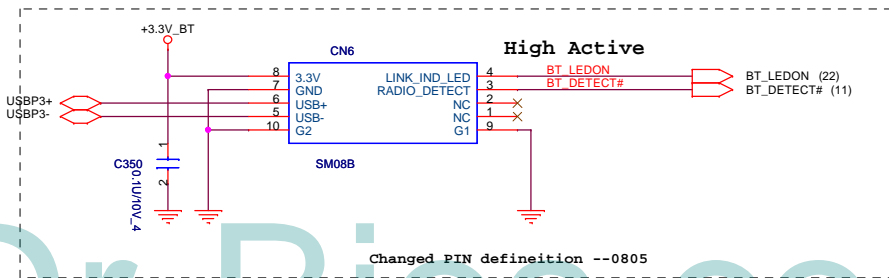 +3.3V_BT
CN6
High Active
8 3.3V LINK_IND_LED 4 BT_LEDON BT_LEDON (22)
7 GND RADIO_DETECT 3 BT_DETECT# BT_DETECT# (11)
USBP3+ 6 USB+ NC 2
USBP3- 5 USB- NC 1
10 G2 G1 9
1
C350
2
0.1U/10V_4
SM08B
Changed PIN defineition --0805